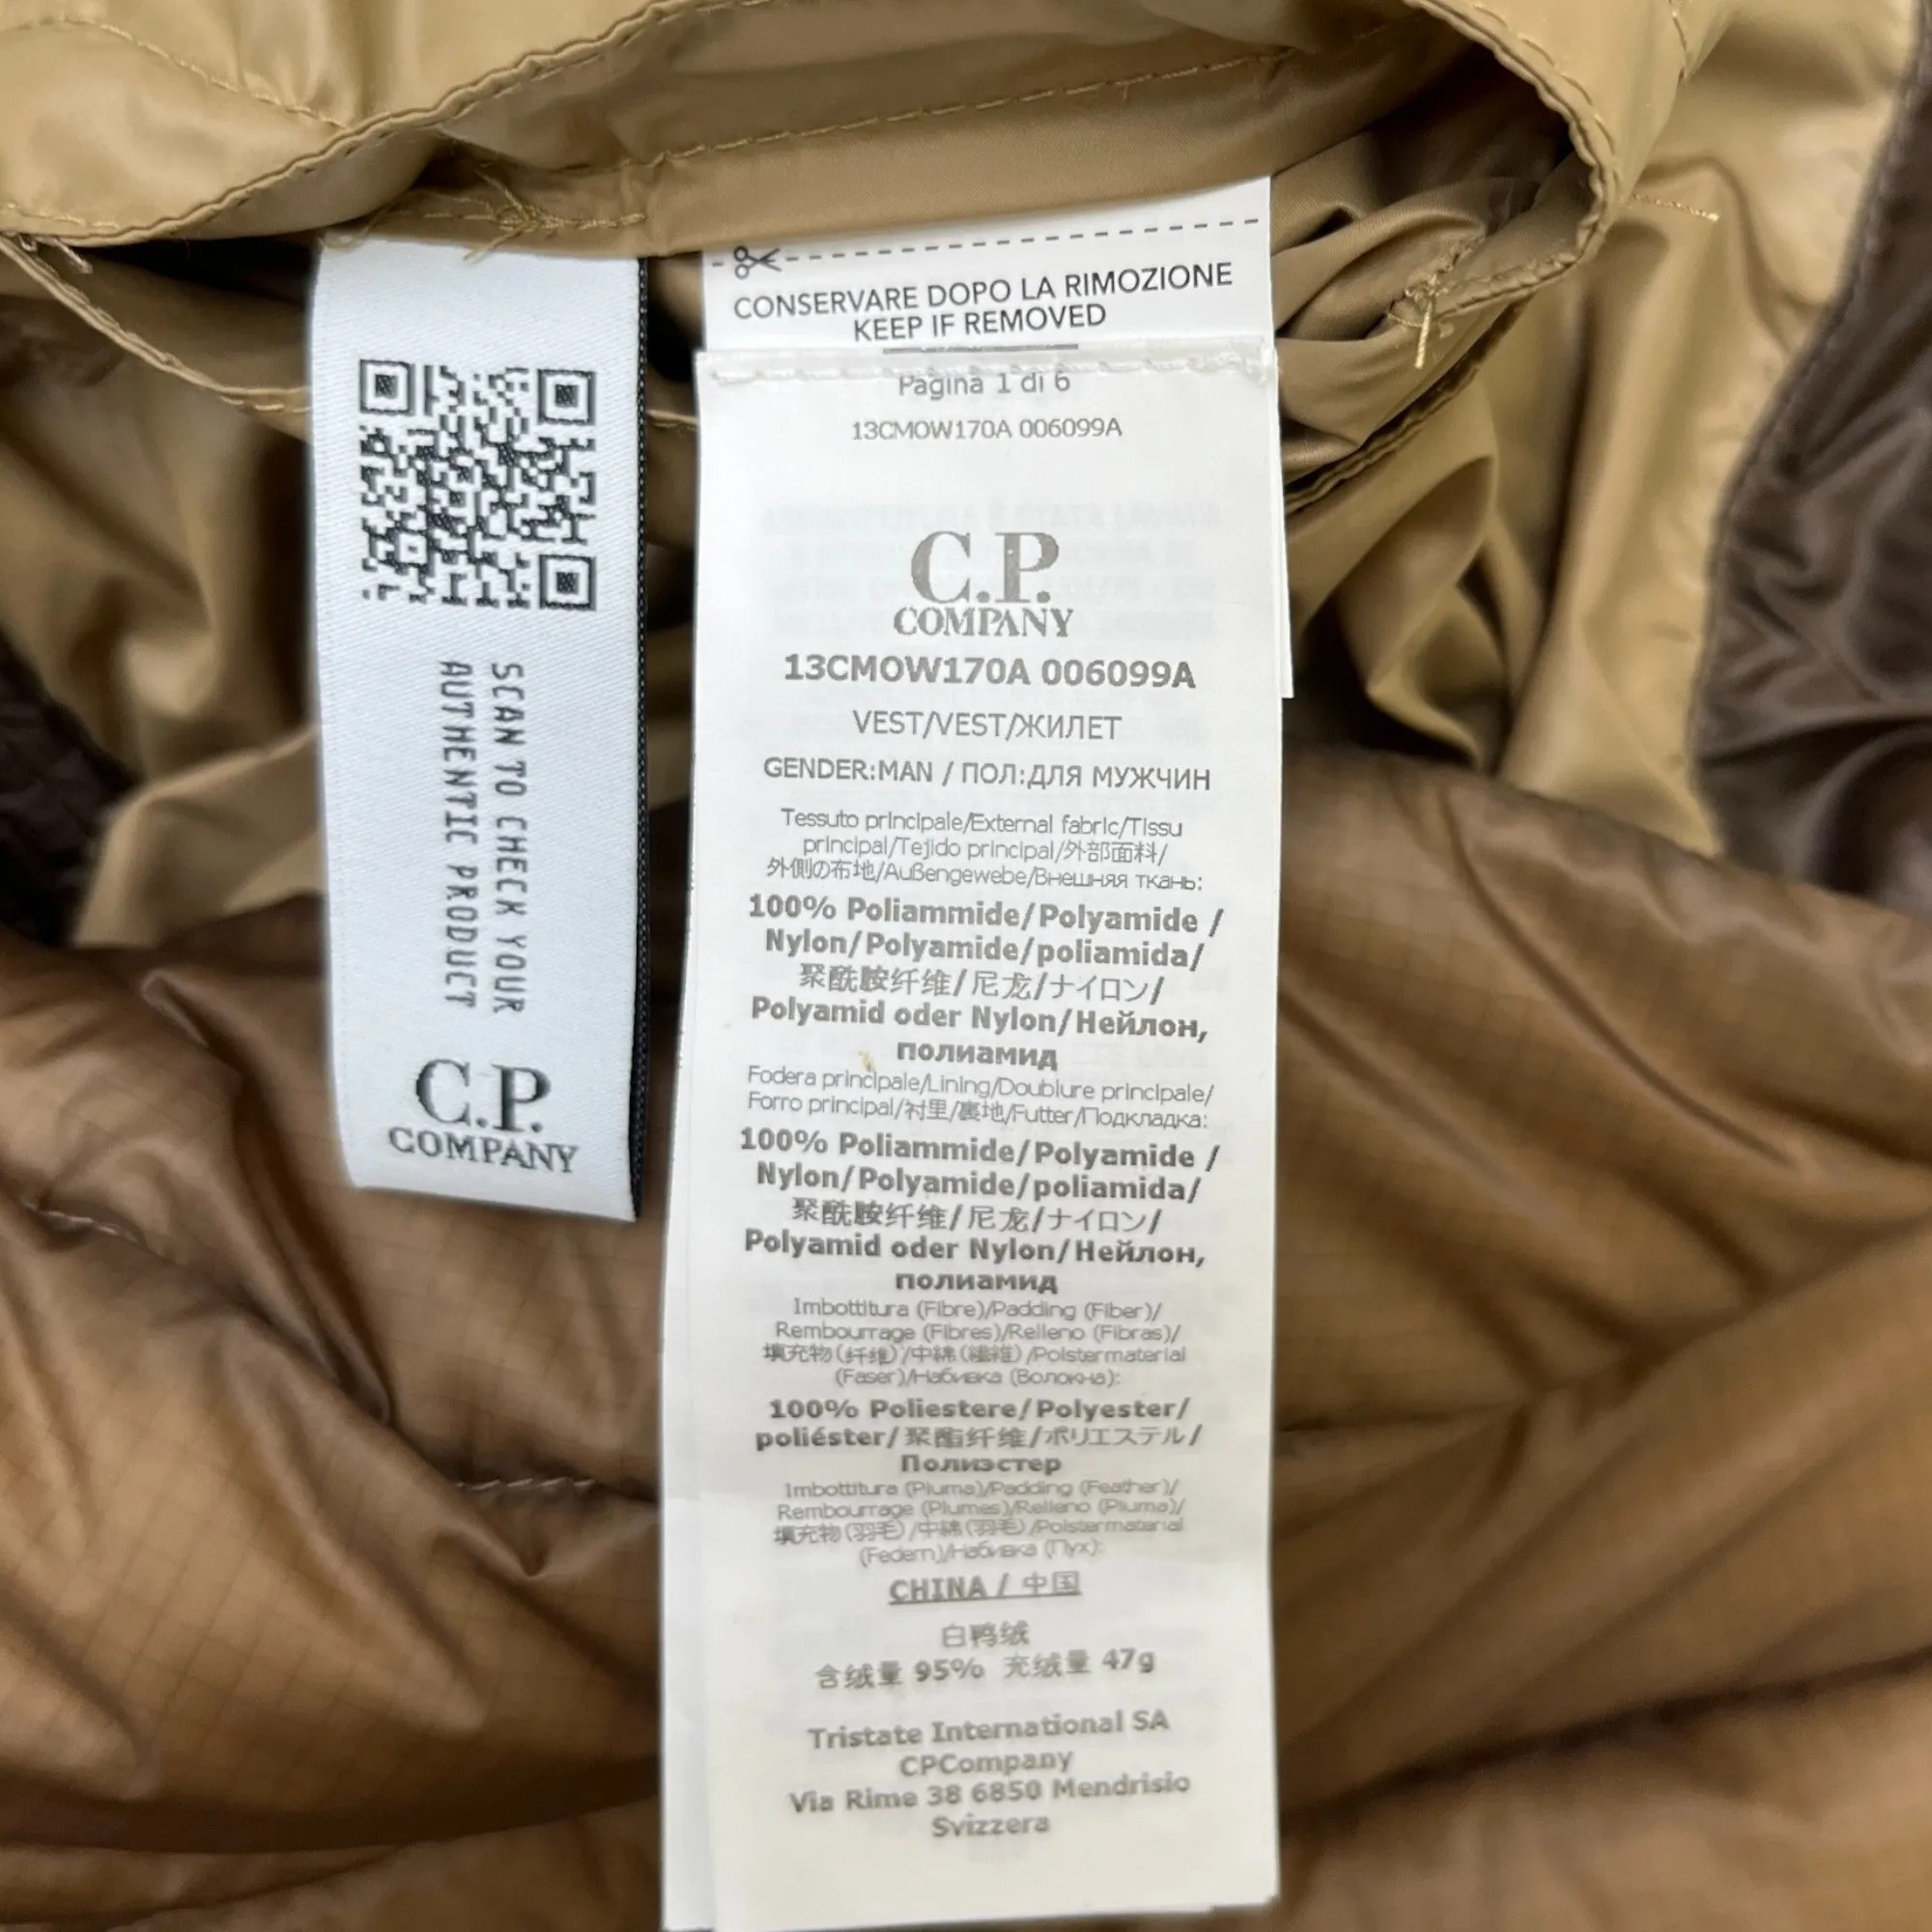 SCAN TO CHECK YOUR
AUTHENTIC PRODUCT
C.P.
COMPANY
CONSERVARE DOPO LA RIMOZIONE
KEEP IF REMOVED
Pagina 1 di 6
13CMOW170A 006099A
C.P.
COMPANY
13CMOW170A 006099A
VEST/VEST/ЖИЛЕТ
GENDER:MAN / ПОЛ:ДЛЯ МУЖЧИН
Tessuto principale/External fabric/Tissu
principal/Tejido principal/外部面料/
外側の布地/Außengewebe/Внешняя ткань:
100% Poliammide/Polyamide /
Nylon/Polyamide/poliamida/
聚酰胺纤维/尼龙/ナイロン/
Polyamid oder Nylon/Нейлон,
полиамид
Fodera principale/Lining/Doublure principale/
Forro principal/衬里/裏地/Futter/Подкладка:
100% Poliammide/Polyamide /
Nylon/Polyamide/poliamida/
聚酰胺纤维/尼龙/ナイロン/
Polyamid oder Nylon/Нейлон,
полиамид
Imbottitura (Fibre)/Padding (Fiber)/
Rembourrage (Fibres)/Relleno (Fibras)/
填充物(纤维)/中綿(繊維)/Polstermaterial
(Faser)/Набивка (Волокна):
100% Poliestere/Polyester/
poliéster/聚酯纤维/ポリエステル/
Полиэстер
Imbottitura (Piuma)/Padding (Feather)/
Rembourrage (Plumes)/Relleno (Pluma)/
填充物(羽毛)/中綿(羽毛)/Polstermaterial
(Federn)/Набивка (Пух):
CHINA / 中国
白鸭绒
含绒量 95% 充绒量 47g
Tristate International SA
CPCompany
Via Rime 38 6850 Mendrisio
Svizzera